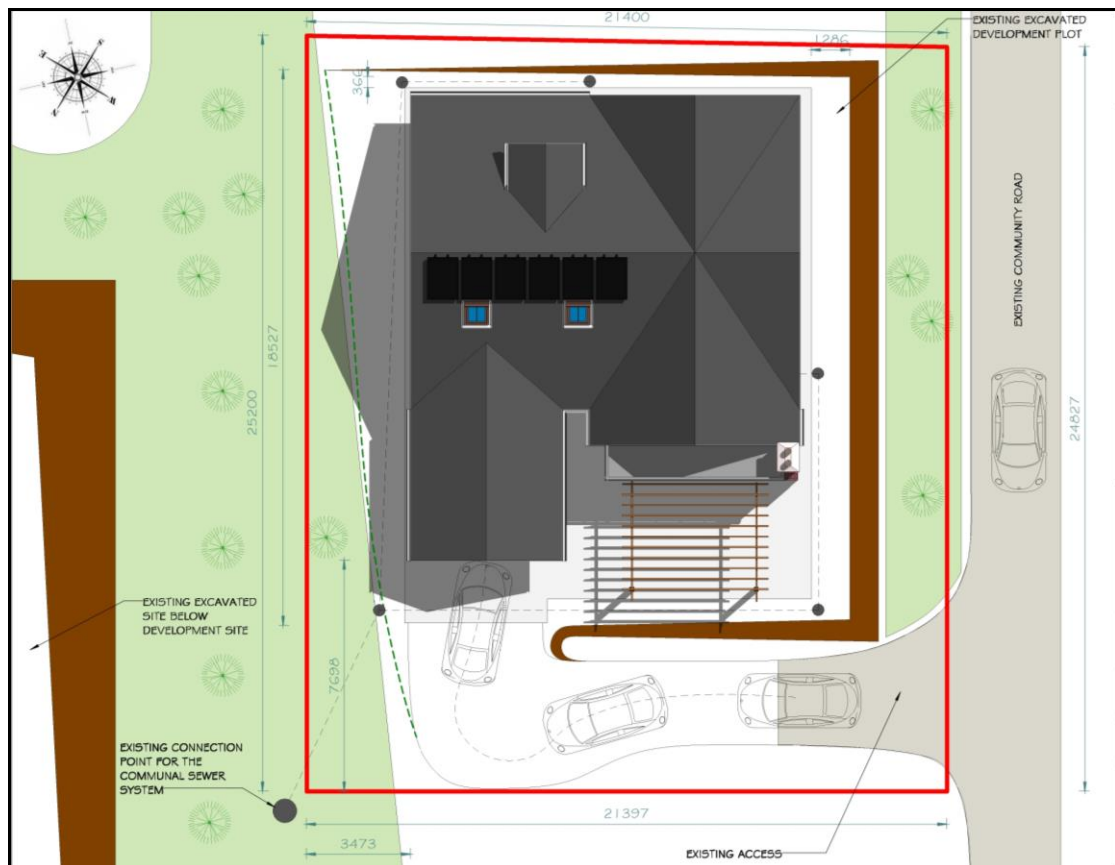 21400
EXISTING EXCAVATED
DEVELOPMENT PLOT
1286
366
EXISTING COMMUNITY ROAD
18527
25200
24827
EXISTING EXCAVATED
SITE BELOW
DEVELOPMENT SITE
7698
EXISTING CONNECTION
POINT FOR THE
COMMUNAL SEWER
SYSTEM
21397
3473
EXISTING ACCESS